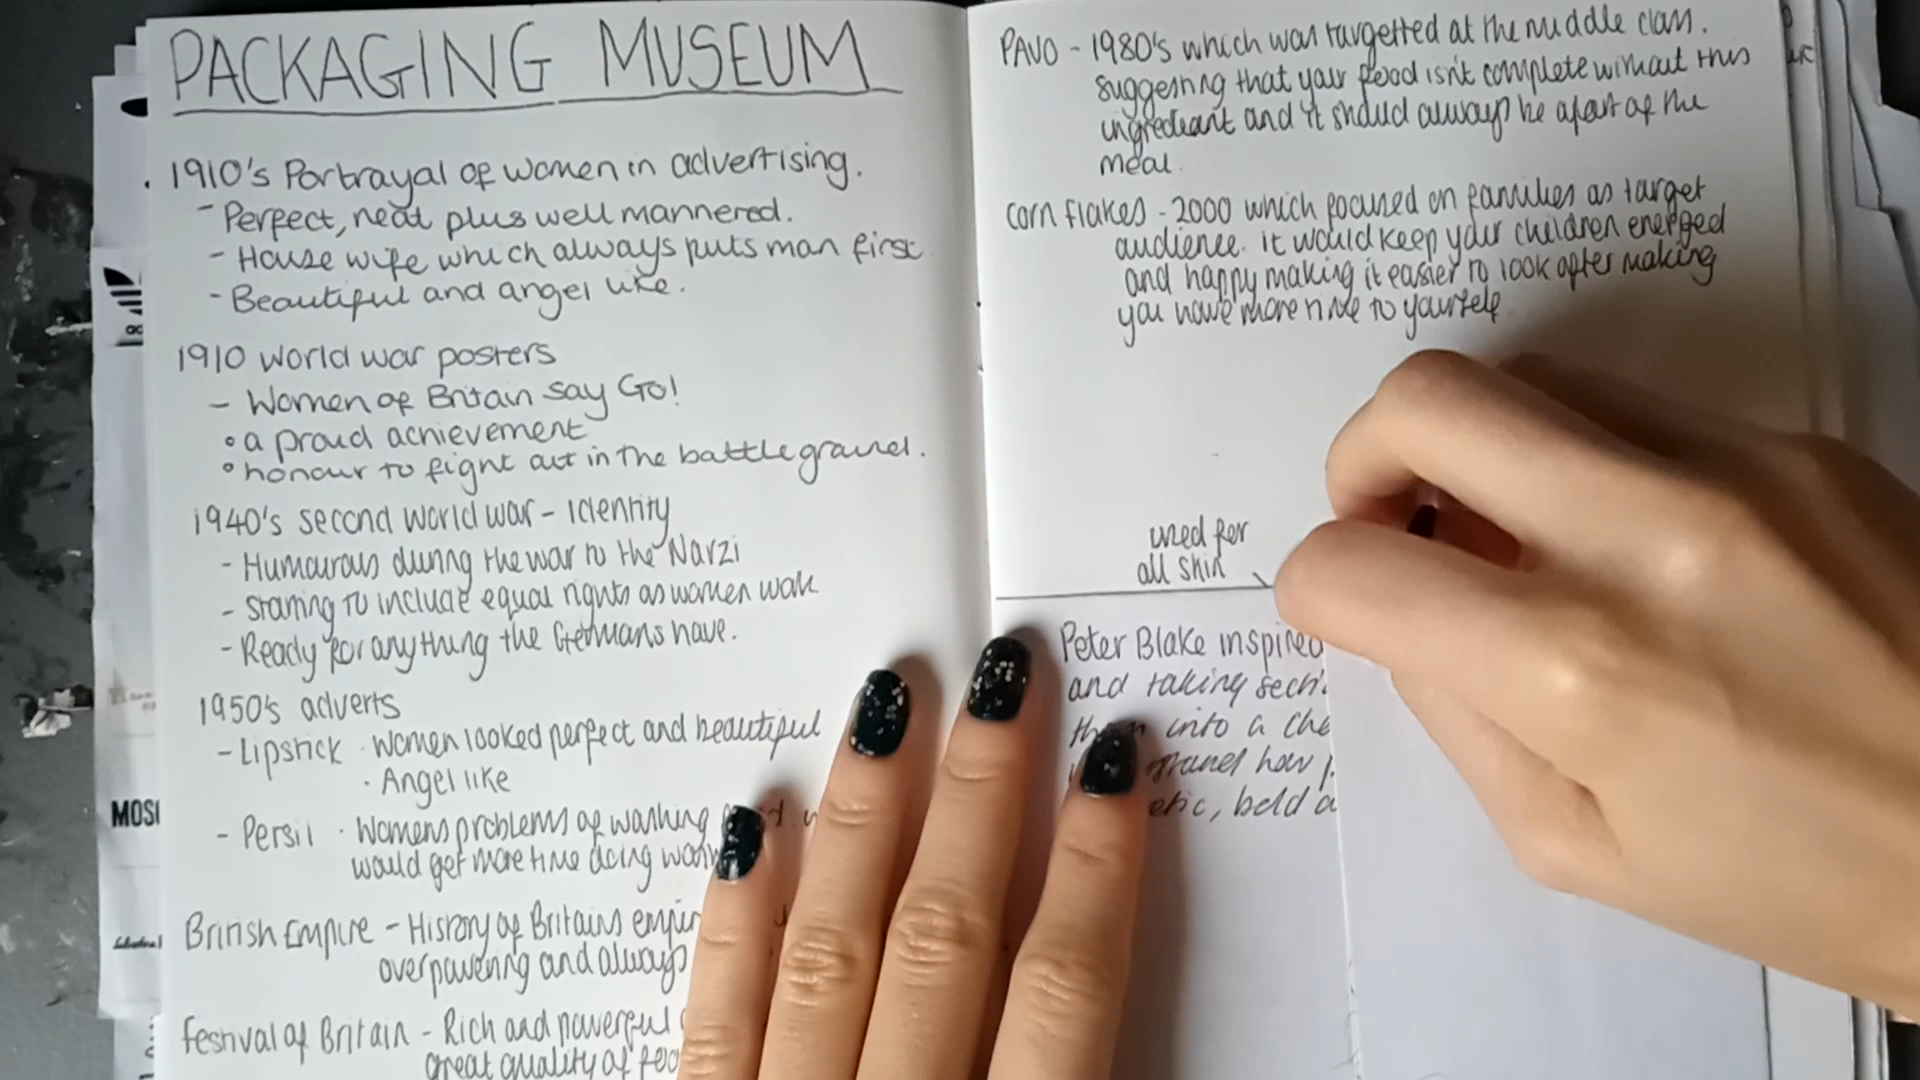 PACKAGING MUSEUM
1910's Portrayal of women in advertising.
- Perfect, neat plus well mannered.
- House wife which always puts man first
- Beautiful and angel like.
1910 world war posters
- Women of Britain say Go!
• a proud achievement
• honour to fight out in the battleground.
1940's second world war - Identity
- Humourous during the war to the Narzi
- starting to include equal rights as women work
- Ready for anything the Germans have.
1950's adverts
- Lipstick · women looked perfect and beautiful
· Angel like
- Persil · Womens problems of washing
would get more time doing
British Empire - History of Britains
overpowering and always
Festival of Britain - Rich and powerful
great quality of
PAVO - 1980's which was targetted at the middle class.
suggesting that your food isn't complete without this
ingrediant and it should always be apart of the
meal.
Corn flakes - 2000 which focused on families as target
audience. it would keep your children energed
and happy making it easier to look after making
you have more time to yourself
used for
all skin
Peter Blake inspired
and taking
into a
how
bold
MOSI